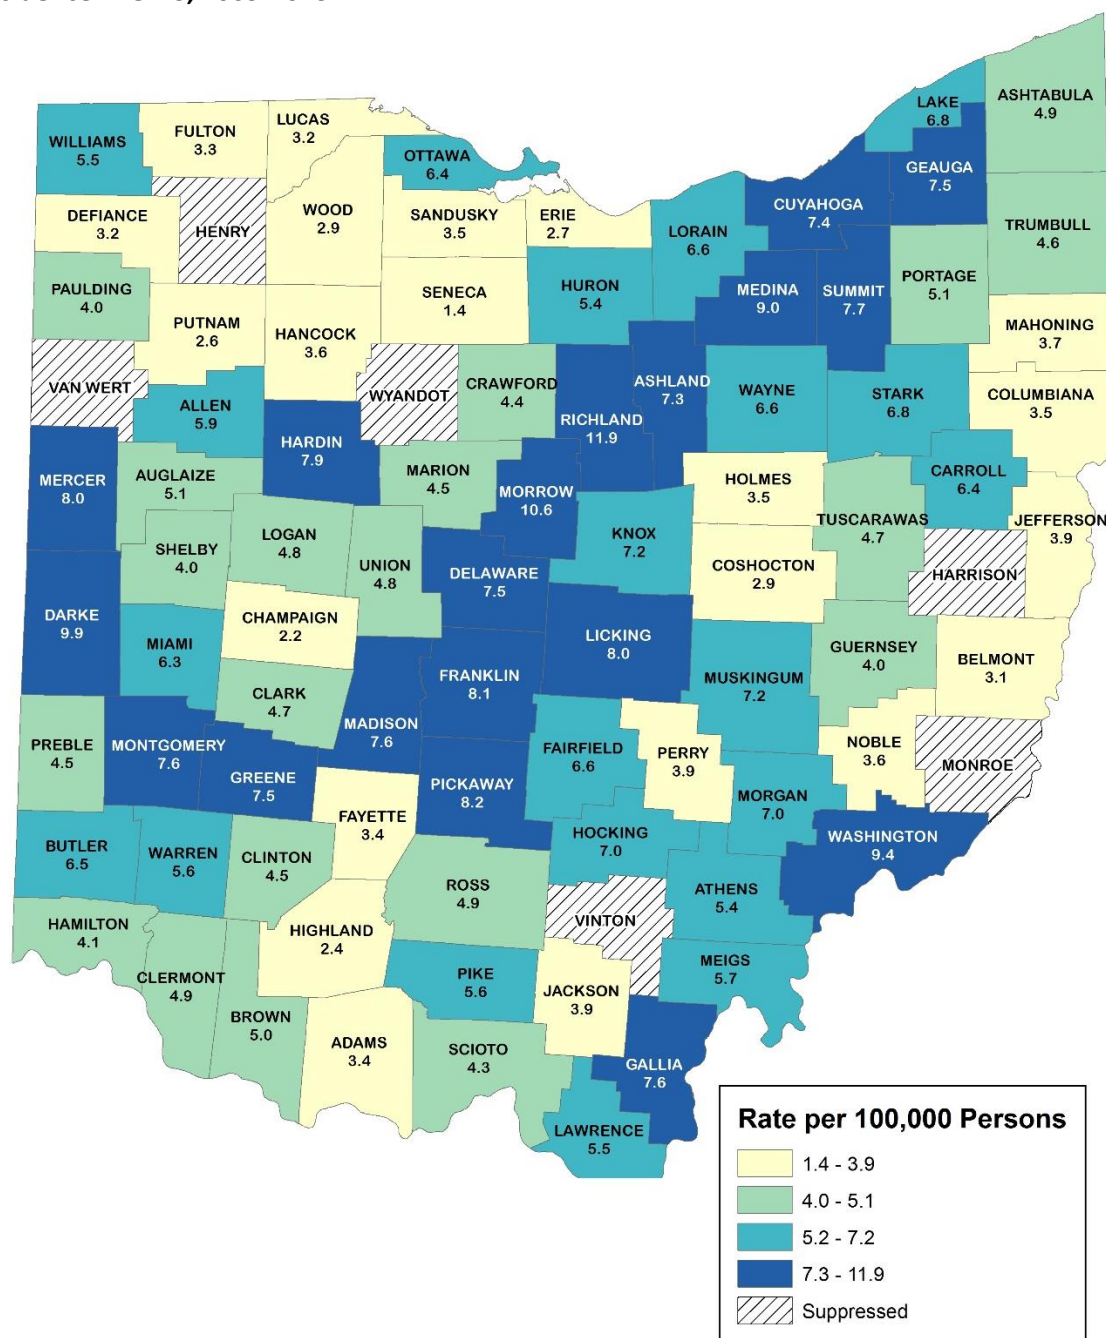 LAKE
6.8
ASHTABULA
4.9
WILLIAMS
5.5
FULTON
3.3
LUCAS
3.2
OTTAWA
6.4
GEAUGA
7.5
CUYAHOGA
7.4
DEFIANCE
3.2
HENRY
WOOD
2.9
SANDUSKY
3.5
ERIE
2.7
LORAIN
6.6
TRUMBULL
4.6
PAULDING
4.0
PUTNAM
2.6
HANCOCK
3.6
SENECA
1.4
HURON
5.4
MEDINA
9.0
SUMMIT
7.7
PORTAGE
5.1
MAHONING
3.7
VAN WERT
ALLEN
5.9
WYANDOT
CRAWFORD
4.4
RICHLAND
11.9
ASHLAND
7.3
WAYNE
6.6
STARK
6.8
COLUMBIANA
3.5
MERCER
8.0
AUGLAIZE
5.1
HARDIN
7.9
MARION
4.5
MORROW
10.6
HOLMES
3.5
CARROLL
6.4
JEFFERSON
3.9
SHELBY
4.0
LOGAN
4.8
UNION
4.8
DELAWARE
7.5
KNOX
7.2
COSHOCTON
2.9
TUSCARAWAS
4.7
HARRISON
DARKE
9.9
MIAMI
6.3
CHAMPAIGN
2.2
FRANKLIN
8.1
LICKING
8.0
MUSKINGUM
7.2
GUERNSEY
4.0
BELMONT
3.1
CLARK
4.7
MADISON
7.6
PREBLE
4.5
MONTGOMERY
7.6
GREENE
7.5
PICKAWAY
8.2
FAIRFIELD
6.6
PERRY
3.9
MORGAN
7.0
NOBLE
3.6
MONROE
BUTLER
6.5
WARREN
5.6
CLINTON
4.5
FAYETTE
3.4
ROSS
4.9
HOCKING
7.0
ATHENS
5.4
WASHINGTON
9.4
HAMILTON
4.1
CLERMONT
4.9
BROWN
5.0
HIGHLAND
2.4
PIKE
5.6
VINTON
JACKSON
3.9
MEIGS
5.7
ADAMS
3.4
SCIOTO
4.3
GALLIA
7.6
LAWRENCE
5.5
Rate per 100,000 Persons
1.4 - 3.9
4.0 - 5.1
5.2 - 7.2
7.3 - 11.9
Suppressed